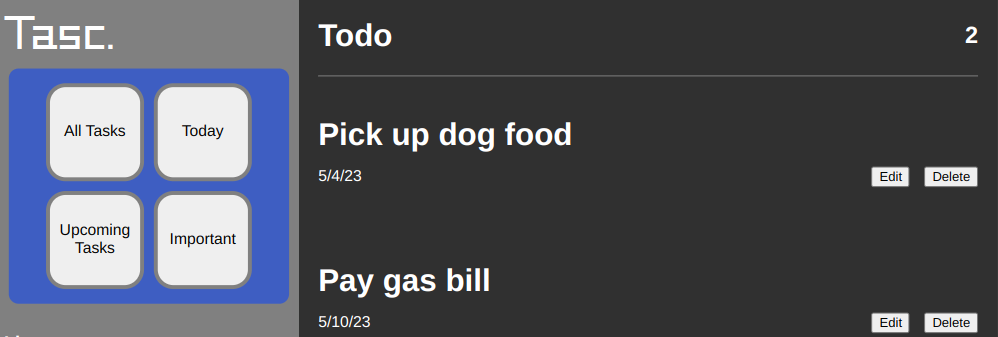 Tasc.
All Tasks
Today
Upcoming
Tasks
Important
Todo
2
Pick up dog food
5/4/23
Edit
Delete
Pay gas bill
5/10/23
Edit
Delete